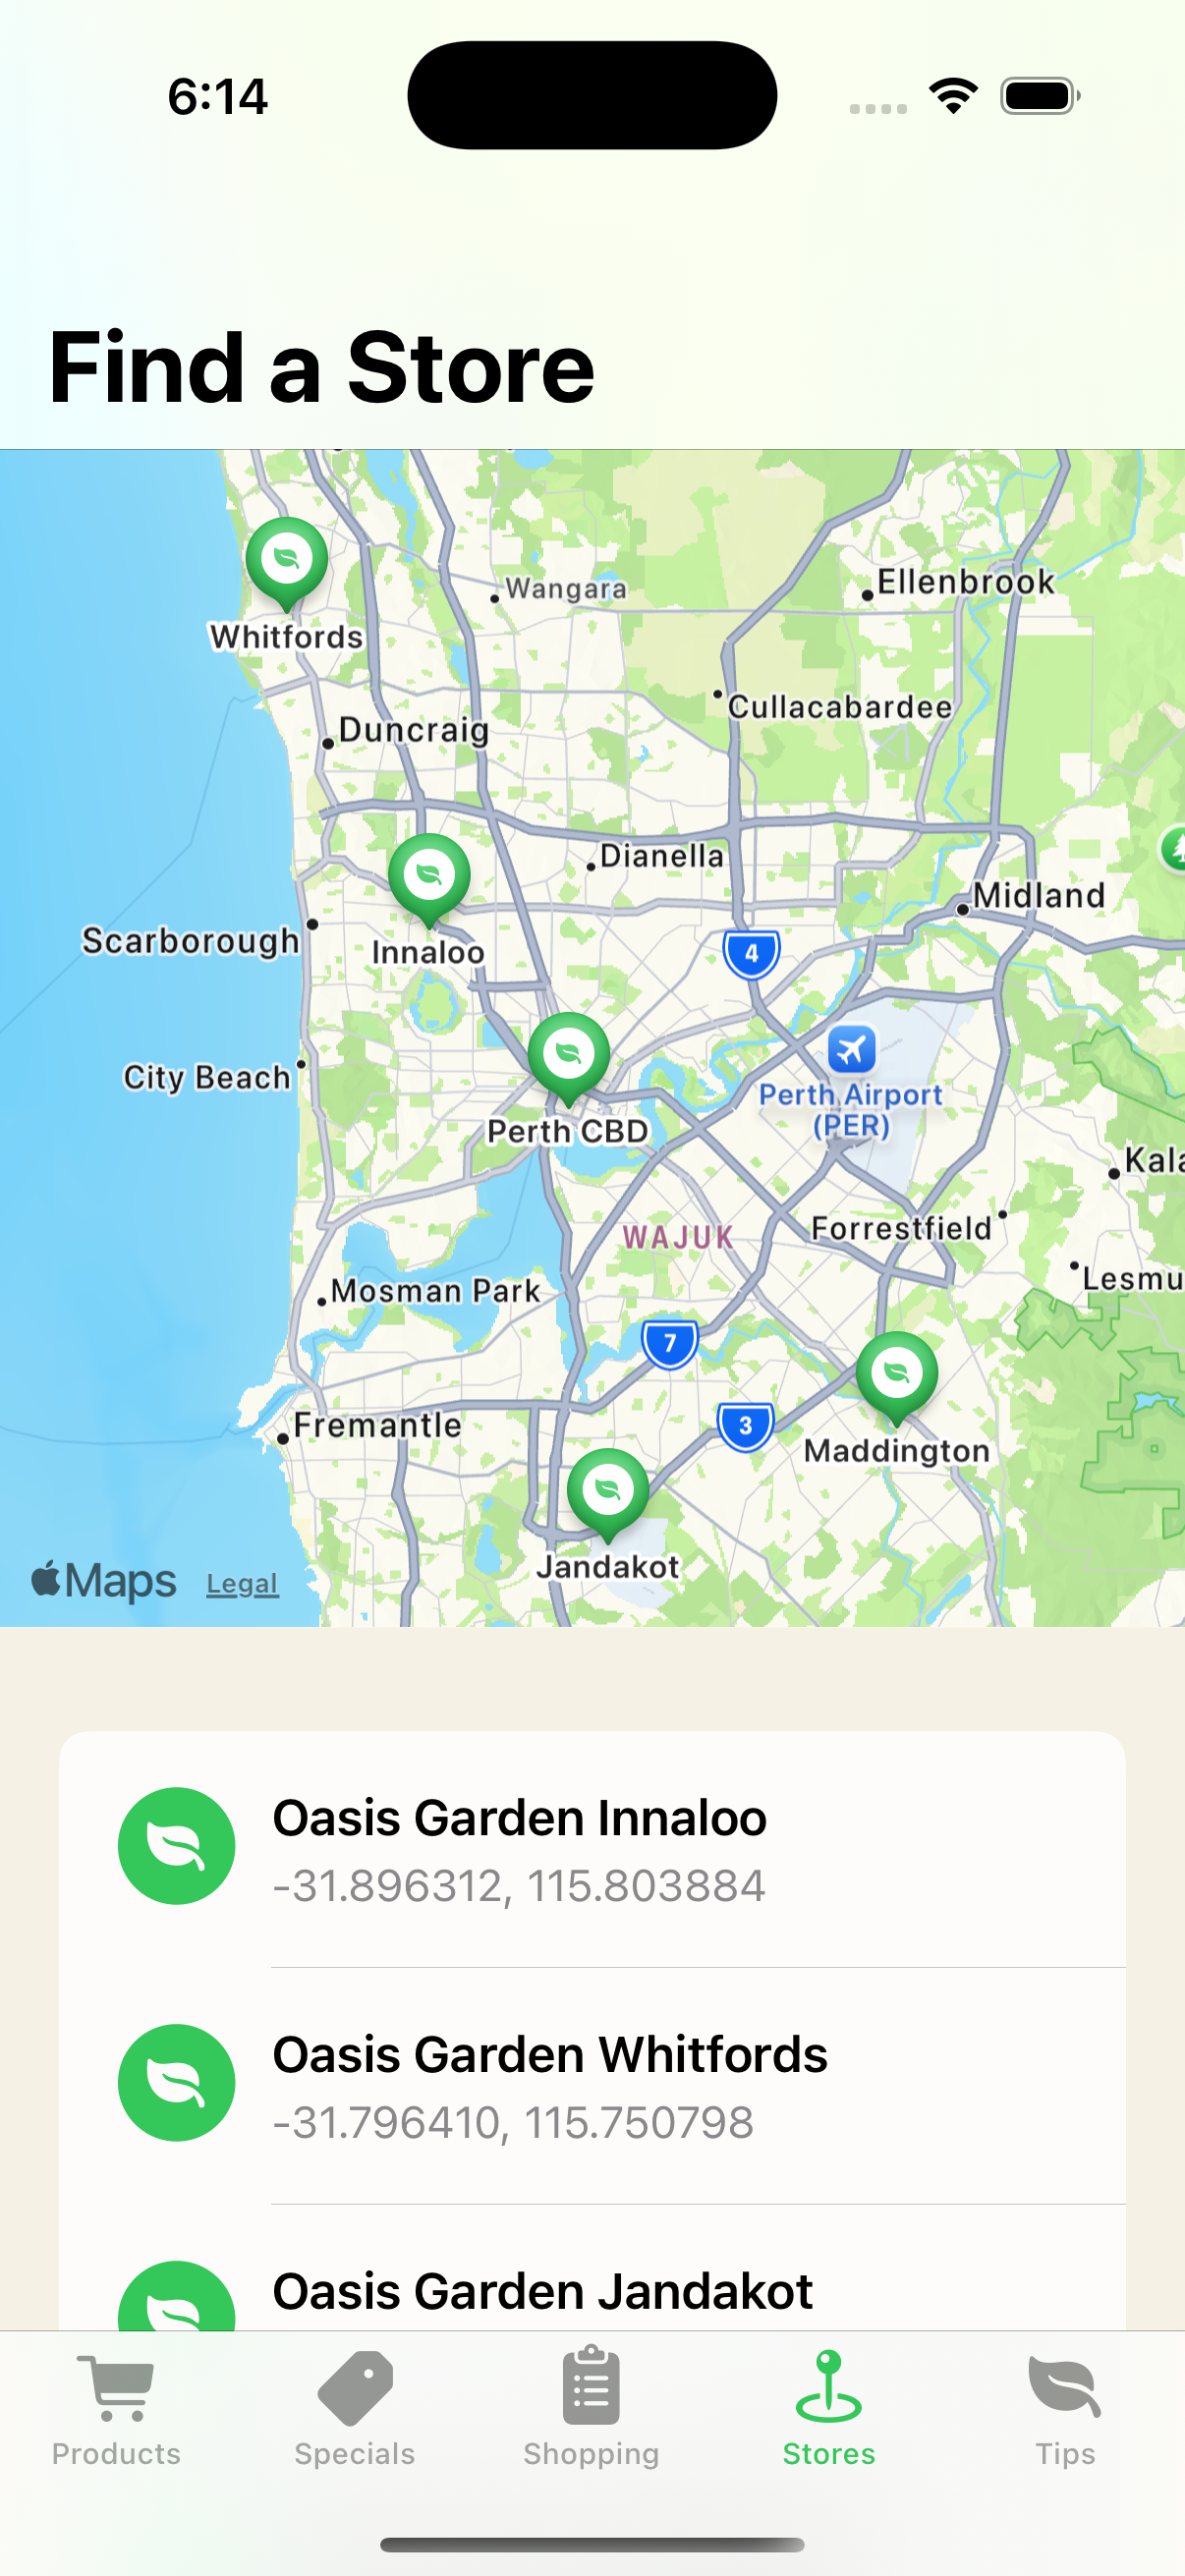 6:14
Find a Store
Wangara
Ellenbrook
Whitfords
Cullacabardee
Duncraig
Dianella
Midland
Scarborough
Innaloo
4
City Beach
Perth Airport
(PER)
Perth CBD
Kala
WAJUK
Forrestfield
Lesmu
Mosman Park
7
3
Fremantle
Maddington
Jandakot
Maps Legal
Oasis Garden Innaloo
-31.896312, 115.803884
Oasis Garden Whitfords
-31.796410, 115.750798
Oasis Garden Jandakot
Products Specials Shopping Stores Tips